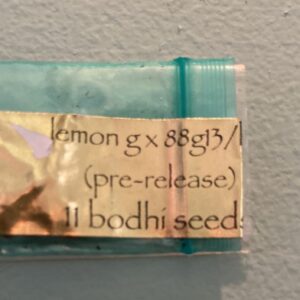 lemon g x 88g13/
(pre-release)
11 bodhi seeds